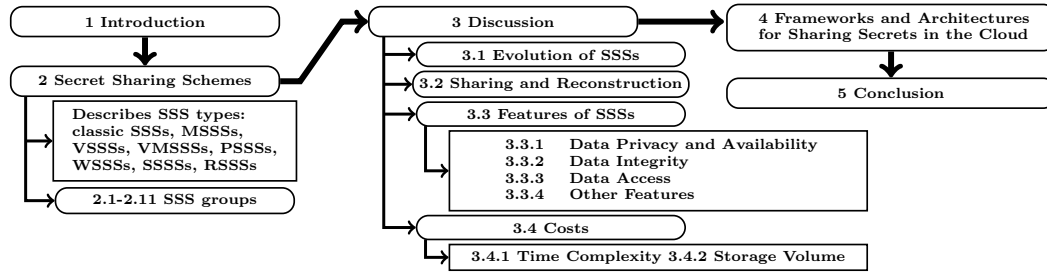 1 Introduction
2 Secret Sharing Schemes
Describes SSS types:
classic SSSs, MSSSs,
VSSSs, VMSSSs, PSSSs,
WSSSs, SSSSs, RSSSs
2.1-2.11 SSS groups
3 Discussion
3.1 Evolution of SSSs
3.2 Sharing and Reconstruction
3.3 Features of SSSs
3.3.1 Data Privacy and Availability
3.3.2 Data Integrity
3.3.3 Data Access
3.3.4 Other Features
3.4 Costs
3.4.1 Time Complexity 3.4.2 Storage Volume
4 Frameworks and Architectures
for Sharing Secrets in the Cloud
5 Conclusion